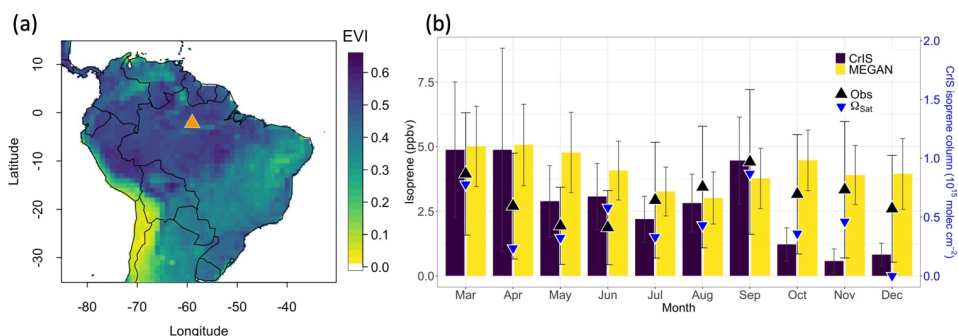 (a)
EVI
10
0
−10
−20
−30
Latitude
−80
−70
−60
−50
−40
Longitude
0.6
0.5
0.4
0.3
0.2
0.1
0.0
(b)
7.5
5.0
2.5
0.0
Isoprene (ppbv)
CrIS
MEGAN
Obs
ΩSat
2.0
1.5
1.0
0.5
0.0
CrIS isoprene column (10¹⁵ molec cm⁻²)
Mar Apr May Jun Jul Aug Sep Oct Nov Dec
Month